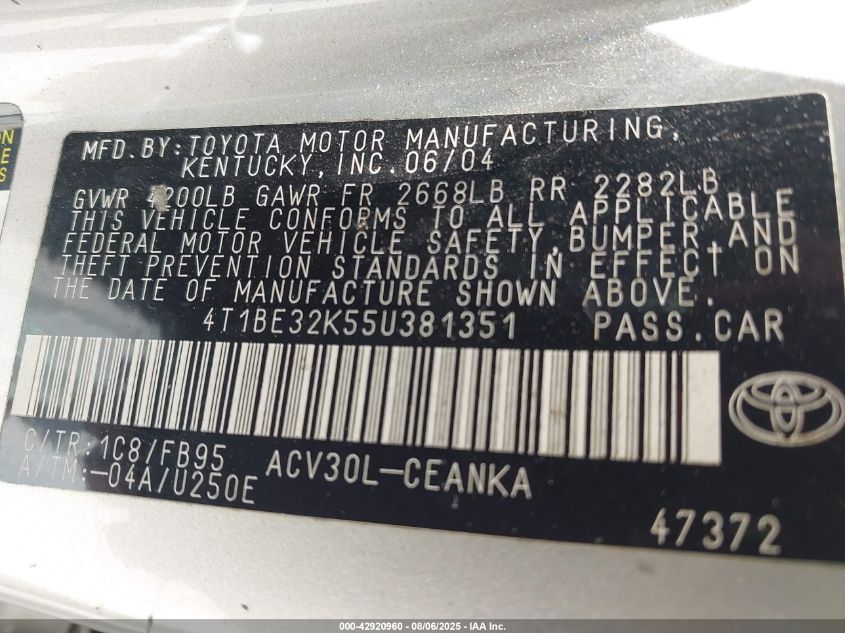 ON
E
S
MFD.BY:TOYOTA MOTOR MANUFACTURING,
KENTUCKY, INC. 06/04
GVWR 4200LB GAWR FR 2668LB RR 2282LB
THIS VEHICLE CONFORMS TO ALL APPLICABLE
FEDERAL MOTOR VEHICLE SAFETY,BUMPER,AND
THEFT PREVENTION STANDARDS IN EFFECT ON
THE DATE OF MANUFACTURE SHOWN ABOVE.
4T1BE32K55U381351 PASS.CAR
C/TR:1C8/FB95 ACV30L-CEANKA
A/TM:-04A/U250E
47372
000-42920960 - 08/06/2025 - IAA Inc.